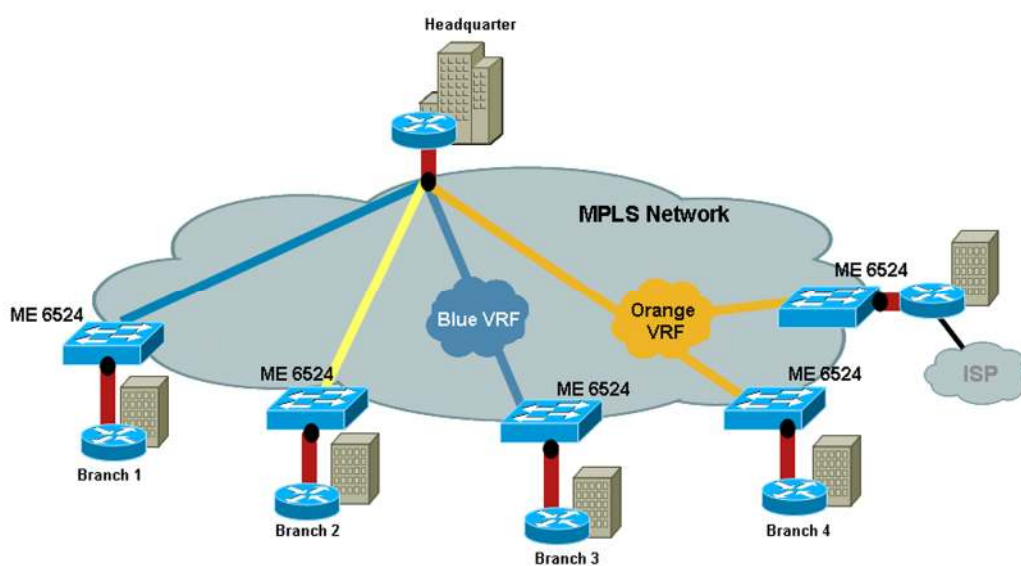 Headquarter
MPLS Network
ME 6524
ME 6524
Blue VRF
Orange
VRF
ME 6524
ME 6524
ME 6524
ISP
Branch 1
Branch 2
Branch 3
Branch 4